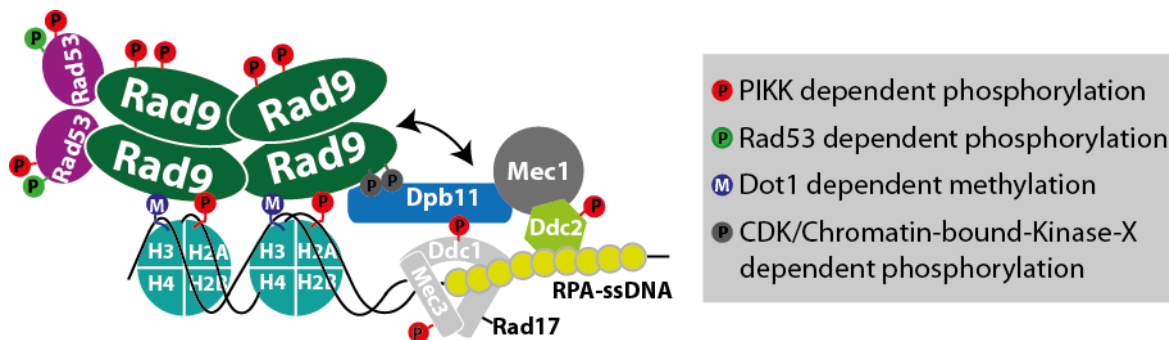 P
P
Rad53
P
P
P
P
Rad9
Rad9
Rad53
P
P
Rad9
Rad9
P
P
Mec1
Dpb11
M
P
M
P
P
Ddc2
P
H3
H2A
H3
H2A
Ddc1
H4
H2B
H4
H2B
Mec3
RPA-ssDNA
P
Rad17
P PIKK dependent phosphorylation
P Rad53 dependent phosphorylation
M Dot1 dependent methylation
P CDK/Chromatin-bound-Kinase-X
dependent phosphorylation